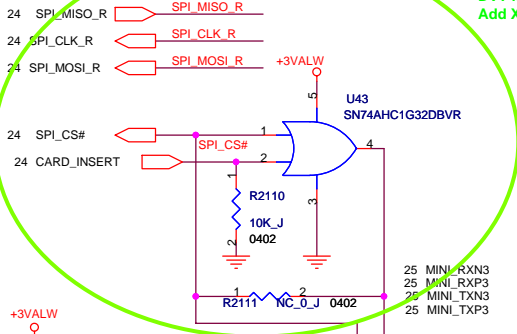 Add X
24 SPI_MISO_R SPI_MISO_R
24 SPI_CLK_R SPI_CLK_R
24 SPI_MOSI_R SPI_MOSI_R
+3VALW
5
U43
SN74AHC1G32DBVR
24 SPI_CS# 1 4
SPI_CS#
24 CARD_INSERT 2
1 3
R2110
10K_J
2 0402
1 2
R2111 NC_0_J 0402
25 MINI_RXN3
25 MINI_RXP3
25 MINI_TXN3
25 MINI_TXP3
+3VALW